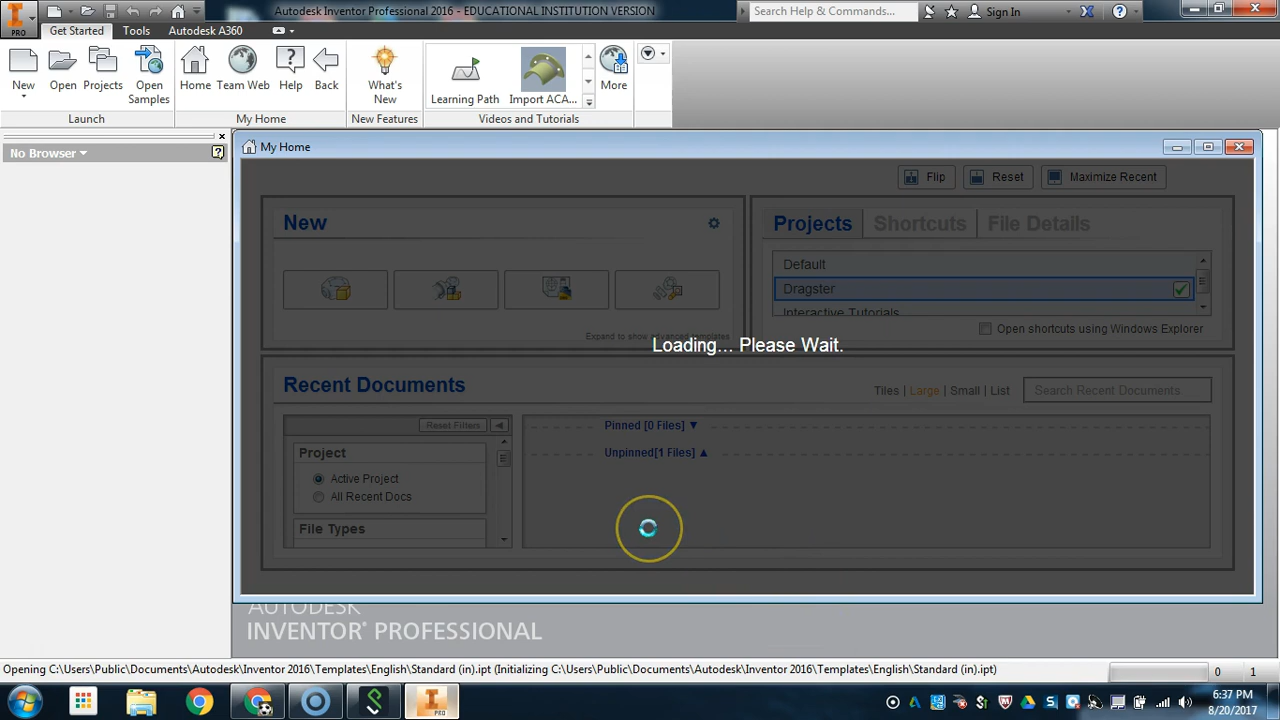 Autodesk Inventor Professional 2016 - EDUCATIONAL INSTITUTION VERSION
Search Help & Commands...
Sign In
PRO
Get Started Tools Autodesk A360
New Open Projects Open Samples Home Team Web Help Back What's New Learning Path Import ACA... More
Launch My Home New Features Videos and Tutorials
No Browser
My Home
Flip Reset Maximize Recent
New
Projects Shortcuts File Details
Default
Dragster
Interactive Tutorials
Expand to show advanced templates
Open shortcuts using Windows Explorer
Loading... Please Wait.
Recent Documents
Tiles | Large | Small | List
Search Recent Documents
Reset Filters
Pinned [0 Files]
Project
Unpinned[1 Files]
Active Project
All Recent Docs
File Types
AUTODESK
INVENTOR® PROFESSIONAL
Opening C:\Users\Public\Documents\Autodesk\Inventor 2016\Templates\English\Standard (in).ipt (Initializing C:\Users\Public\Documents\Autodesk\Inventor 2016\Templates\English\Standard (in).ipt)
0 1
PRO
6:37 PM
8/20/2017